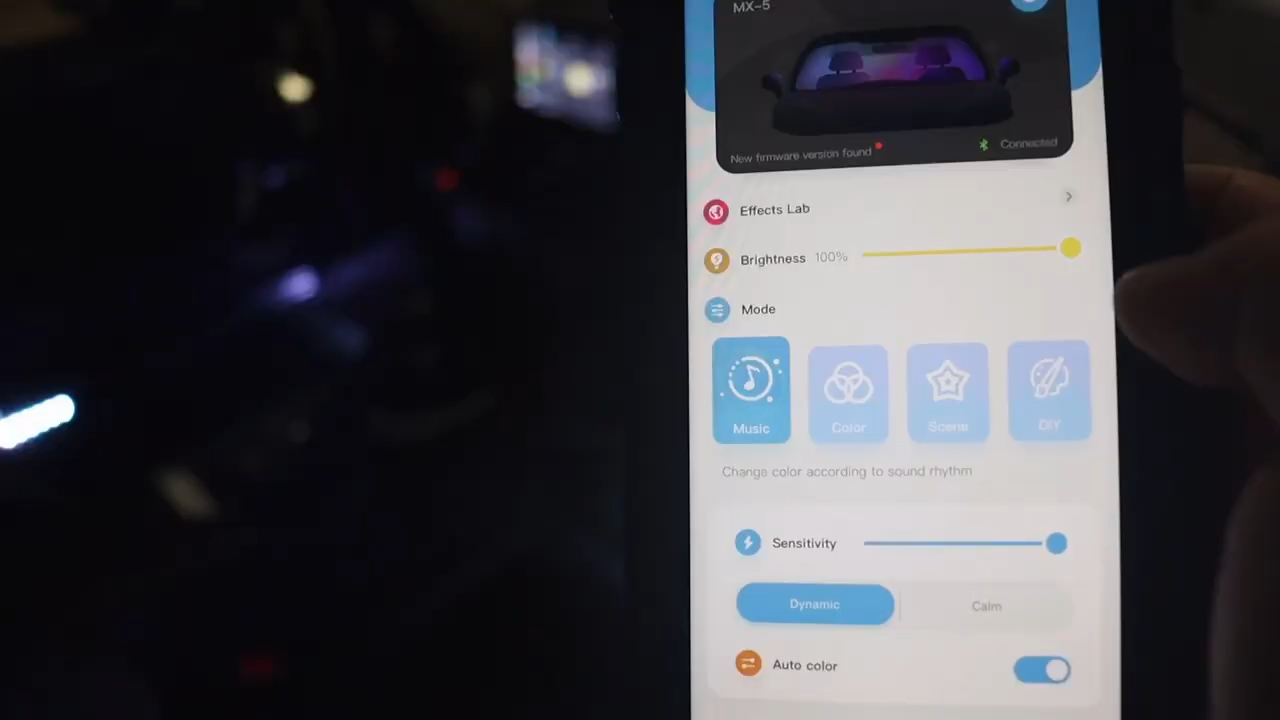 MX-5
New firmware version found
Connected
Effects Lab
Brightness 100%
Mode
Music
Color
Scene
DIY
Change color according to sound rhythm
Sensitivity
Dynamic
Calm
Auto color